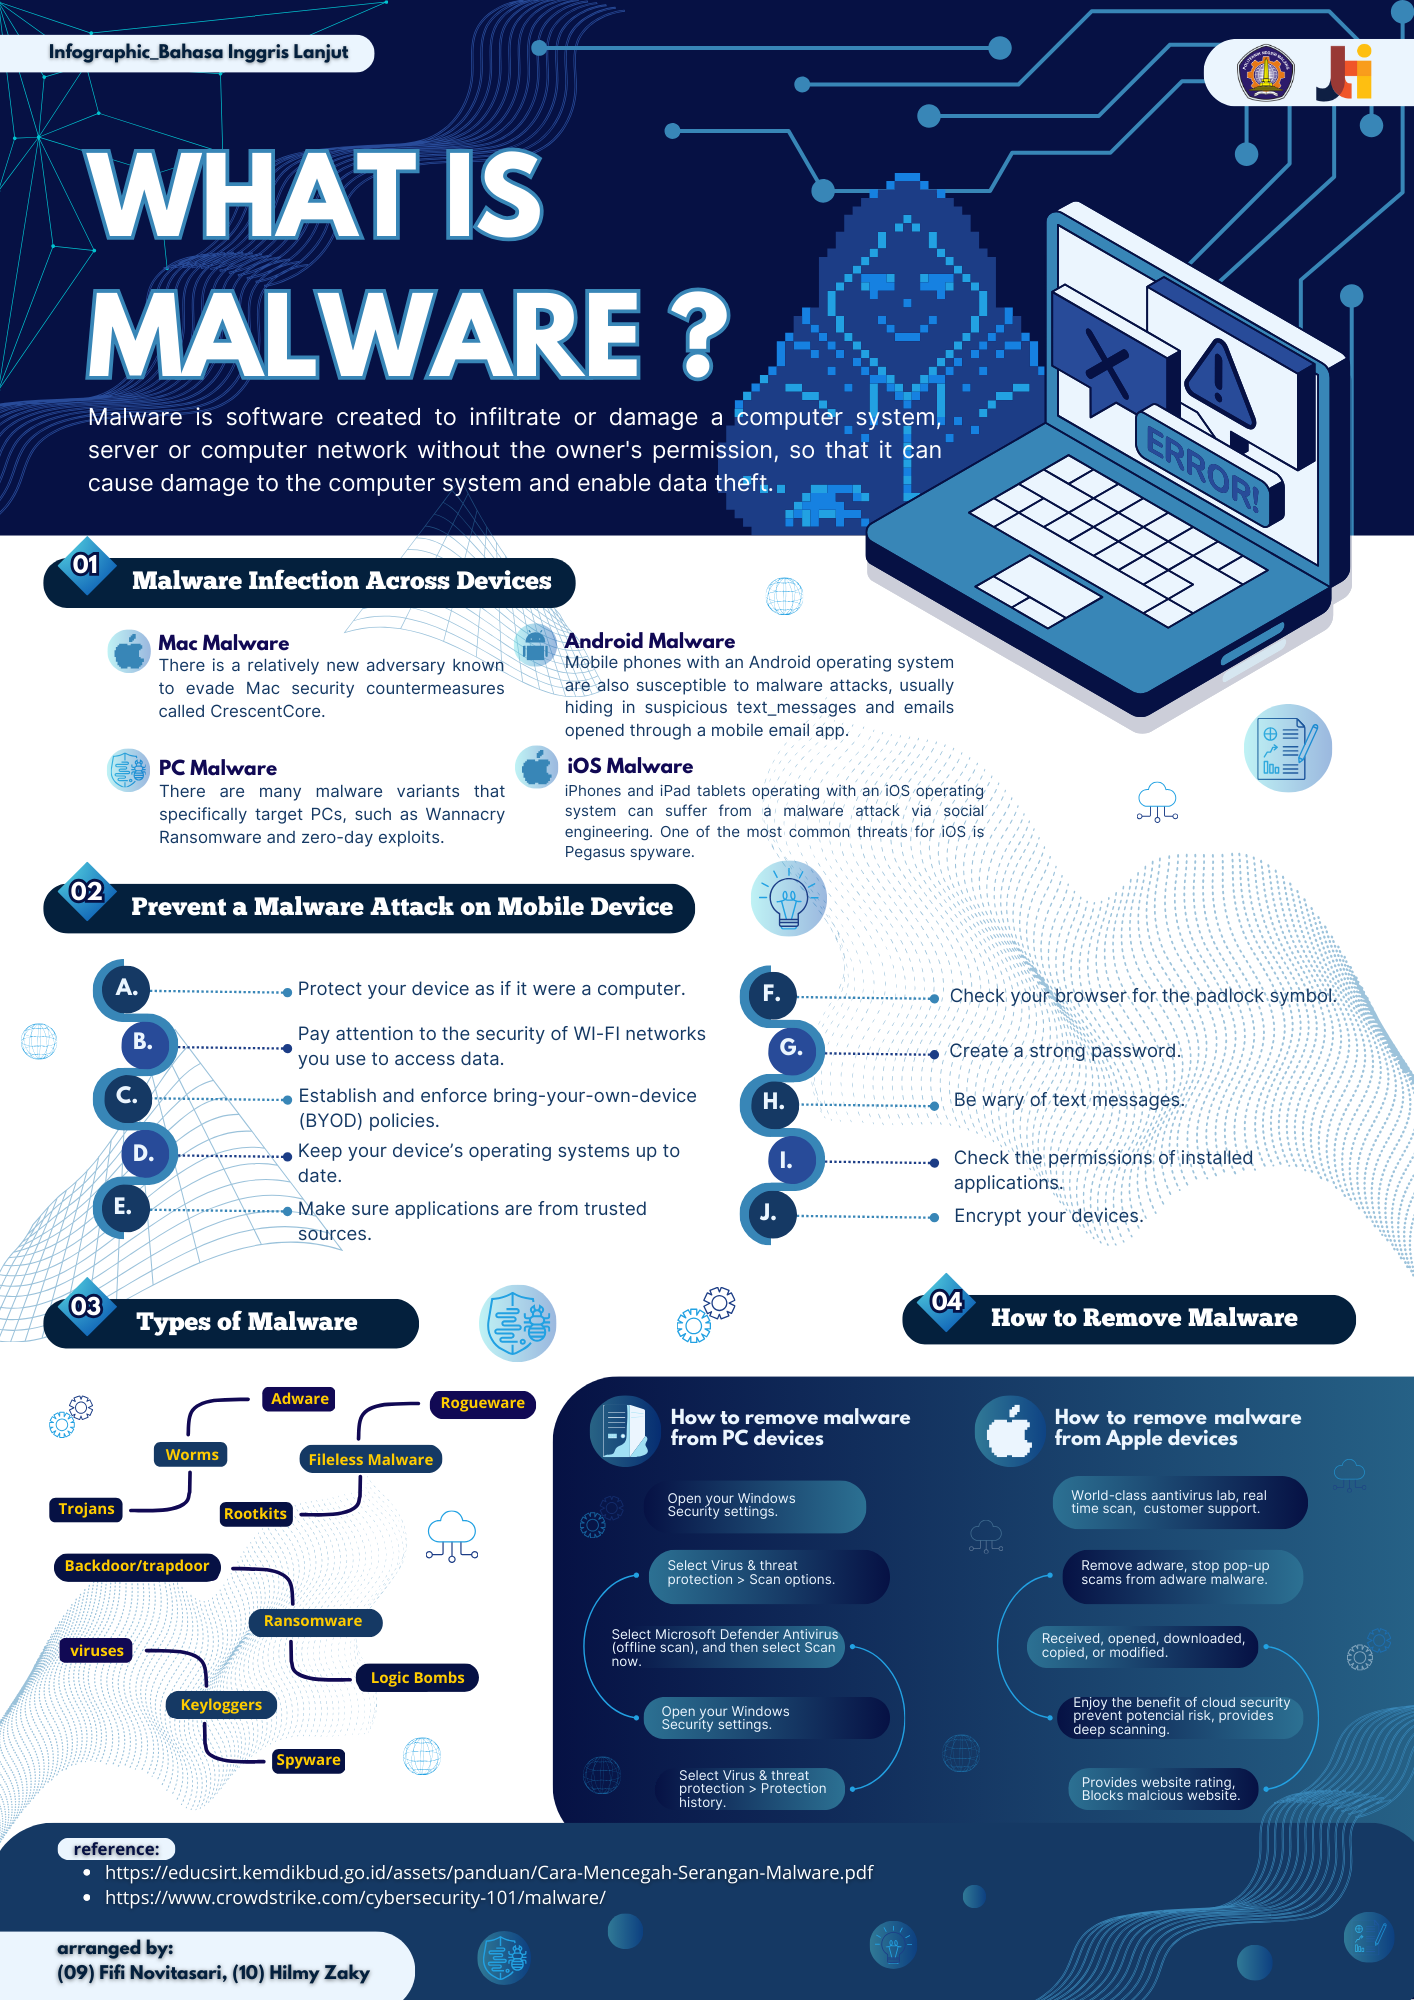 Infographic_Bahasa Inggris Lanjut
WHAT IS
MALWARE ?
Malware is software created to infiltrate or damage a computer system,
server or computer network without the owner's permission, so that it can
cause damage to the computer system and enable data theft.
ERROR!
01
Malware Infection Across Devices
Mac Malware
There is a relatively new adversary known
to evade Mac security countermeasures
called CrescentCore.
Android Malware
Mobile phones with an Android operating system
are also susceptible to malware attacks, usually
hiding in suspicious text_messages and emails
opened through a mobile email app.
PC Malware
There are many malware variants that
specifically target PCs, such as Wannacry
Ransomware and zero-day exploits.
iOS Malware
iPhones and iPad tablets operating with an iOS operating
system can suffer from a malware attack via social
engineering. One of the most common threats for iOS is
Pegasus spyware.
02
Prevent a Malware Attack on Mobile Device
A.
Protect your device as if it were a computer.
B.
Pay attention to the security of WI-FI networks
you use to access data.
C.
Establish and enforce bring-your-own-device
(BYOD) policies.
D.
Keep your device’s operating systems up to
date.
E.
Make sure applications are from trusted
sources.
F.
Check your browser for the padlock symbol.
G.
Create a strong password.
H.
Be wary of text messages.
I.
Check the permissions of installed
applications.
J.
Encrypt your devices.
03
Types of Malware
Adware
Worms
Trojans
Rogueware
Fileless Malware
Rootkits
Backdoor/trapdoor
Ransomware
Logic Bombs
viruses
Keyloggers
Spyware
04
How to Remove Malware
How to remove malware
from PC devices
Open your Windows
Security settings.
Select Virus & threat
protection > Scan options.
Select Microsoft Defender Antivirus
(offline scan), and then select Scan
now.
Open your Windows
Security settings.
Select Virus & threat
protection > Protection
history.
How to remove malware
from Apple devices
World-class aantivirus lab, real
time scan, customer support.
Remove adware, stop pop-up
scams from adware malware.
Received, opened, downloaded,
copied, or modified.
Enjoy the benefit of cloud security
prevent potencial risk, provides
deep scanning.
Provides website rating,
Blocks malcious website.
reference:
• https://educsirt.kemdikbud.go.id/assets/panduan/Cara-Mencegah-Serangan-Malware.pdf
• https://www.crowdstrike.com/cybersecurity-101/malware/
arranged by:
(09) Fifi Novitasari, (10) Hilmy Zaky